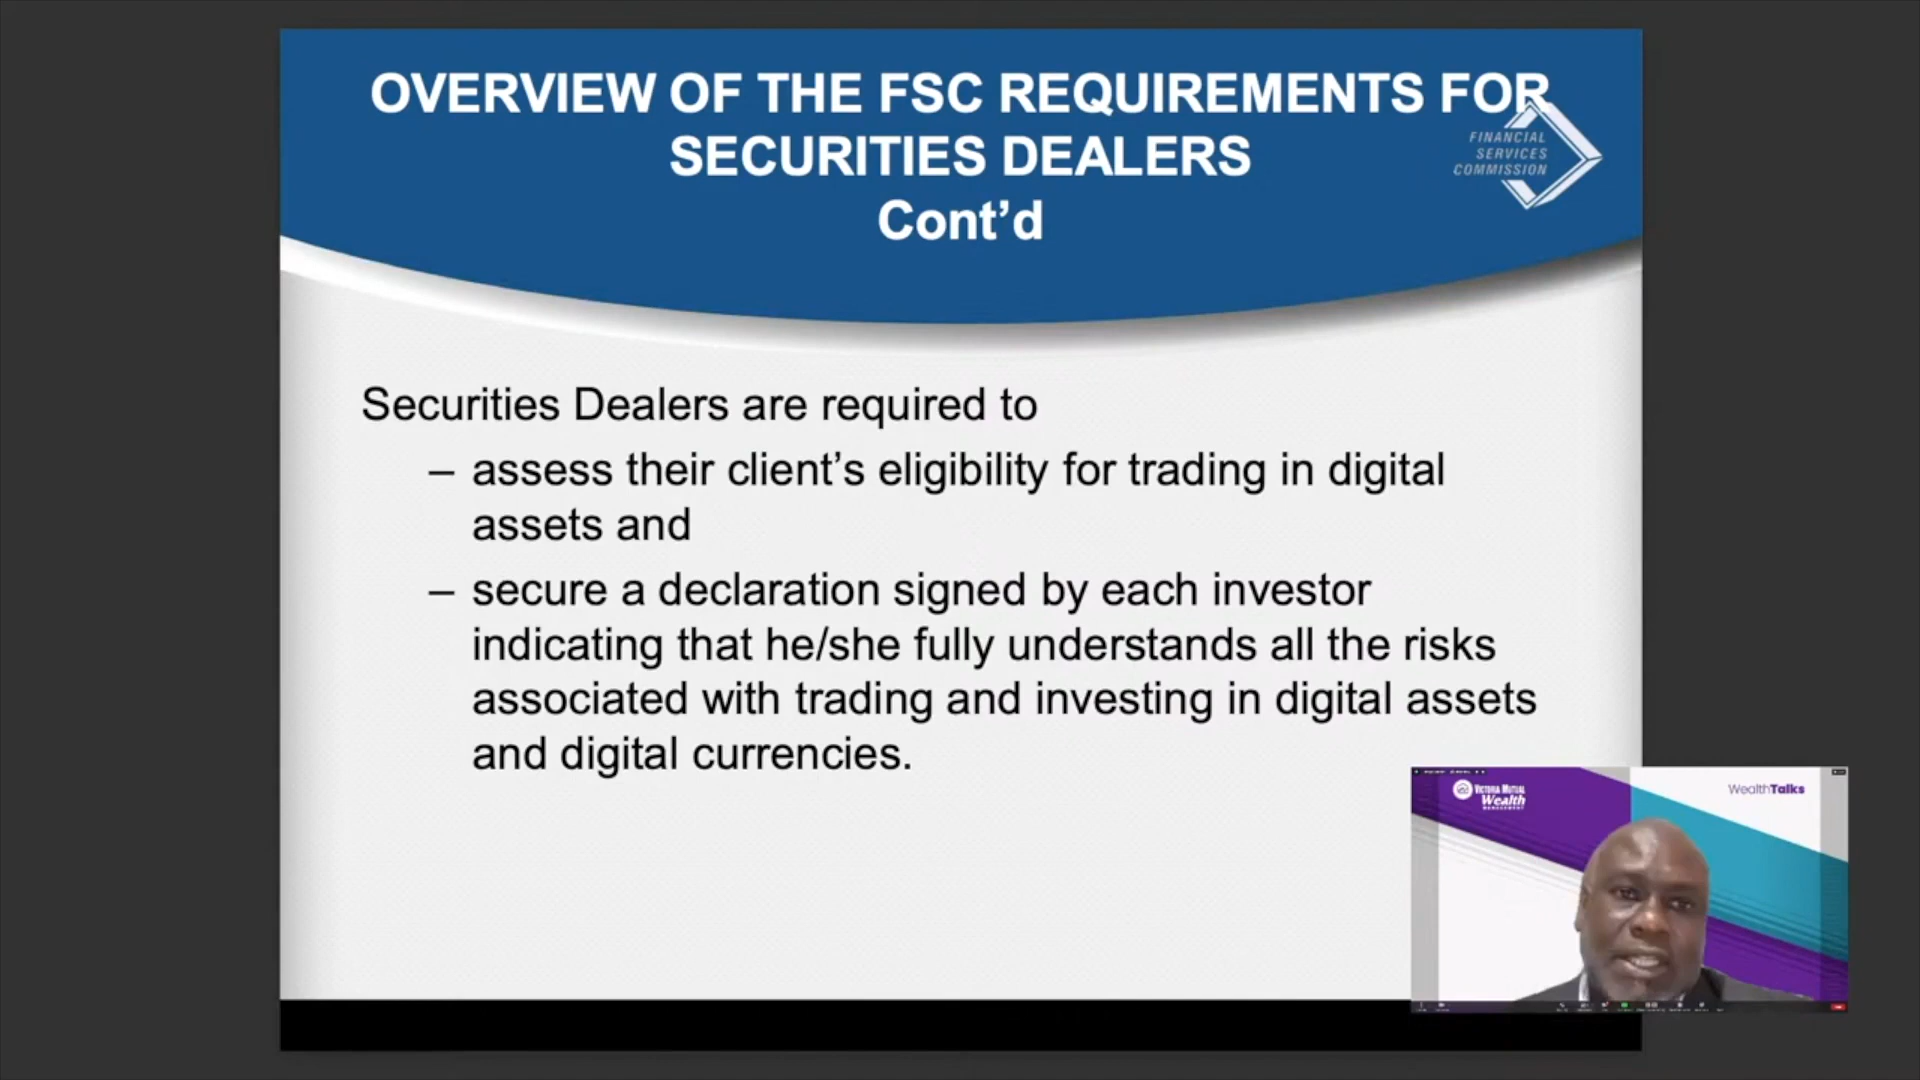 OVERVIEW OF THE FSC REQUIREMENTS FOR
SECURITIES DEALERS
Cont’d
FINANCIAL
SERVICES
COMMISSION
Securities Dealers are required to
– assess their client’s eligibility for trading in digital
assets and
– secure a declaration signed by each investor
indicating that he/she fully understands all the risks
associated with trading and investing in digital assets
and digital currencies.
VICTORIA MUTUAL
Wealth
MANAGEMENT
WealthTalks